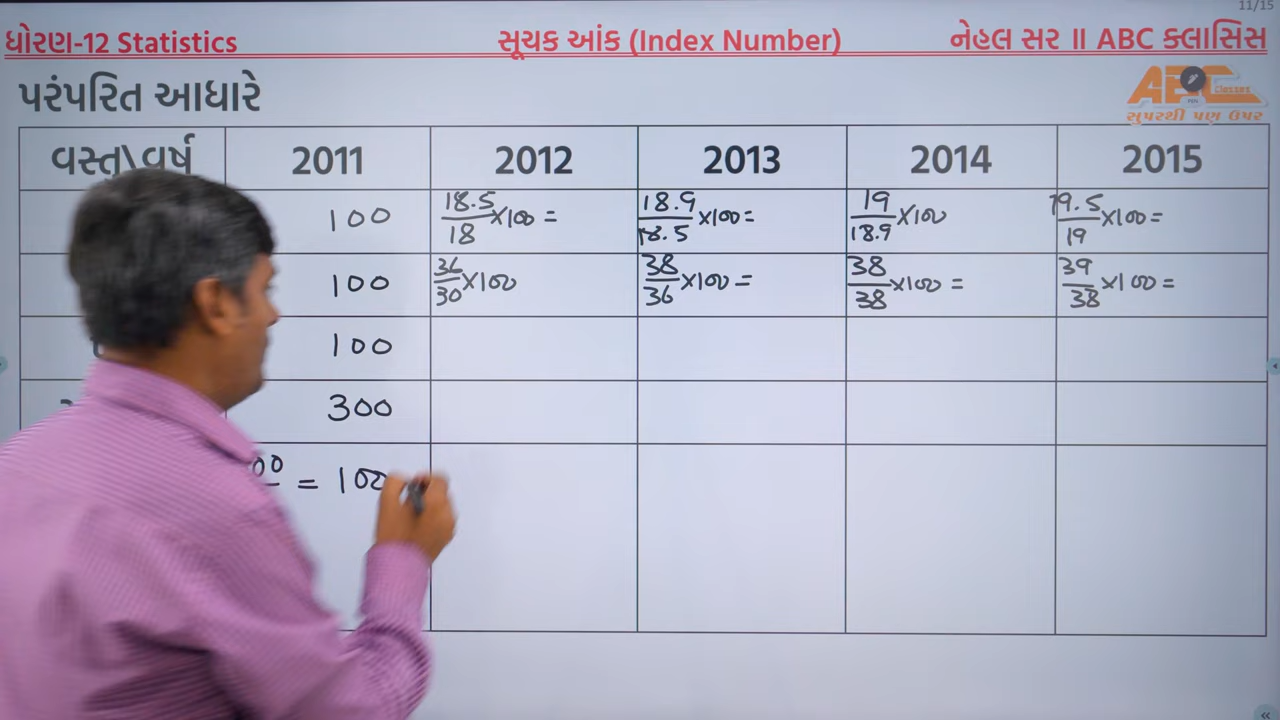 11/15
ધોરણ-12 Statistics સૂચક આંક (Index Number) નેહલ સર ॥ ABC ક્લાસિસ
પરંપરિત આધારે
ABC Classes
સુપરથી પણ ઉપર
વસ્તુ\વર્ષ 2011 2012 2013 2014 2015
100 18.5/18 ×100 = 18.9/18.5 ×100= 19/18.9 ×100 19.5/19 ×100=
100 36/30 ×100 38/36 ×100 = 38/38 ×100 = 39/38 ×100 =
100
300
= 100